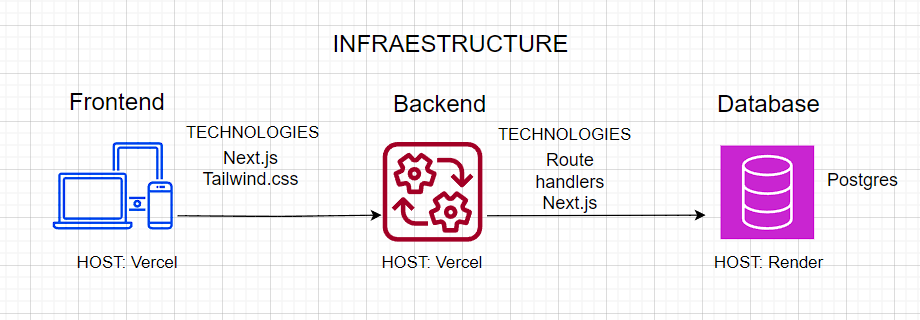 INFRAESTRUCTURE
Frontend
Backend
Database
TECHNOLOGIES
Next.js
Tailwind.css
TECHNOLOGIES
Route
handlers
Next.js
Postgres
HOST: Vercel
HOST: Vercel
HOST: Render